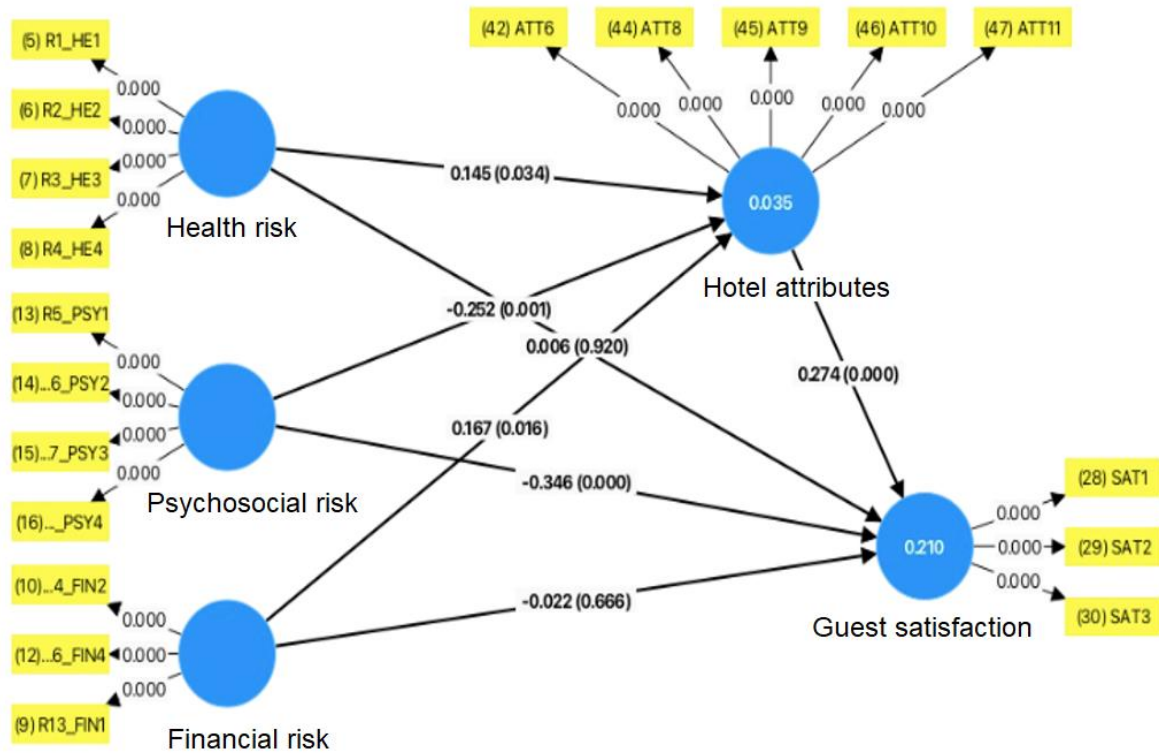 (42) ATT6
(44) ATT8
(45) ATT9
(46) ATT10
(47) ATT11
(5) R1_HE1
(6) R2_HE2
(7) R3_HE3
(8) R4_HE4
0.000
0.000
0.000
0.000
Health risk
0.000
0.000
0.000
0.000
0.000
0.035
Hotel attributes
0.145 (0.034)
-0.252 (0.001)
0.006 (0.920)
0.274 (0.000)
0.167 (0.016)
-0.346 (0.000)
-0.022 (0.666)
(13) R5_PSY1
(14)...6_PSY2
(15)...7_PSY3
(16)..._PSY4
0.000
0.000
0.000
0.000
Psychosocial risk
(10)...4_FIN2
(12)...6_FIN4
(9) R13_FIN1
0.000
0.000
0.000
Financial risk
0.210
Guest satisfaction
0.000
0.000
0.000
(28) SAT1
(29) SAT2
(30) SAT3